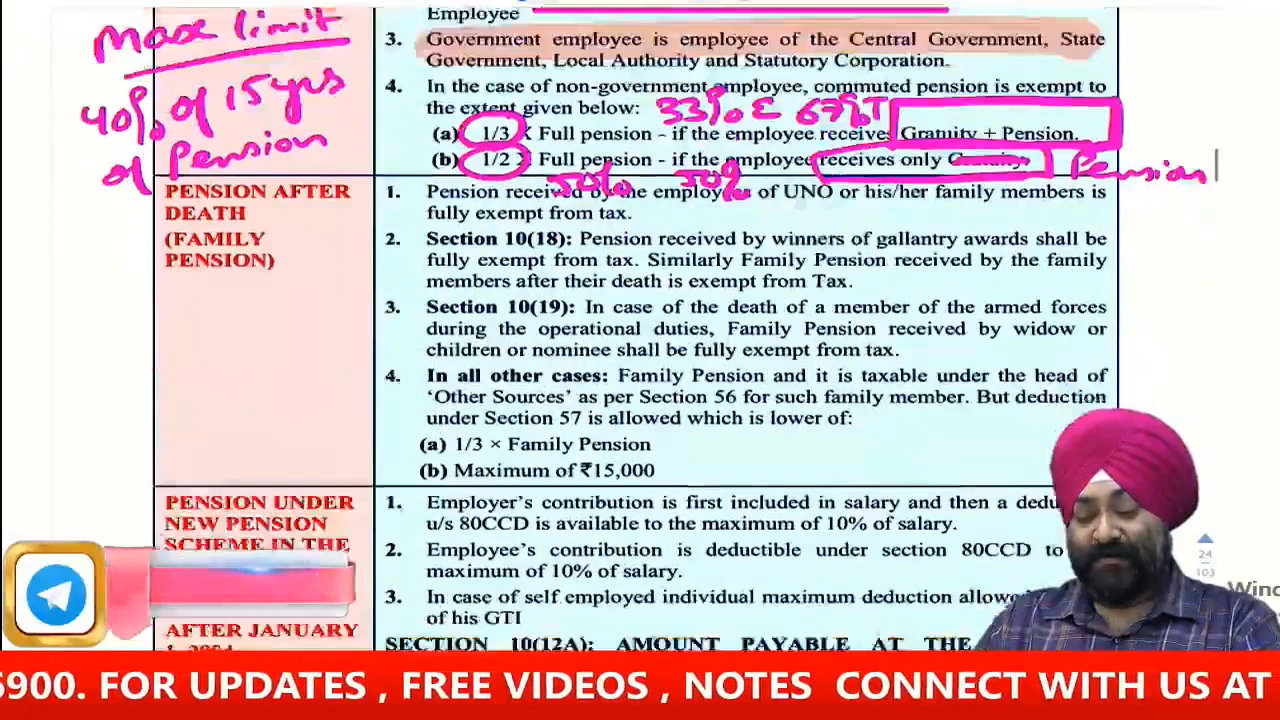 Max limit
40% of 15 yrs
of Pension
Employee
3. Government employee is employee of the Central Government, State
Government, Local Authority and Statutory Corporation.
4. In the case of non-government employee, commuted pension is exempt to
the extent given below: 33% E 67% T
(a) 1/3 X Full pension - if the employee receives Gratuity + Pension.
(b) 1/2 X Full pension - if the employee receives only Gratuity. Pension
50% 50%
PENSION AFTER
DEATH
(FAMILY
PENSION)
1. Pension received by the employees of UNO or his/her family members is
fully exempt from tax.
2. Section 10(18): Pension received by winners of gallantry awards shall be
fully exempt from tax. Similarly Family Pension received by the family
members after their death is exempt from Tax.
3. Section 10(19): In case of the death of a member of the armed forces
during the operational duties, Family Pension received by widow or
children or nominee shall be fully exempt from tax.
4. In all other cases: Family Pension and it is taxable under the head of
‘Other Sources’ as per Section 56 for such family member. But deduction
under Section 57 is allowed which is lower of:
(a) 1/3 × Family Pension
(b) Maximum of ₹15,000
PENSION UNDER
NEW PENSION
SCHEME IN THE
AFTER JANUARY
1. Employer’s contribution is first included in salary and then a dedu
u/s 80CCD is available to the maximum of 10% of salary.
2. Employee’s contribution is deductible under section 80CCD to
maximum of 10% of salary.
3. In case of self employed individual maximum deduction allowe
of his GTI
SECTION 10(12A): AMOUNT PAYABLE AT THE
24
103
Wind
5900. FOR UPDATES , FREE VIDEOS , NOTES CONNECT WITH US AT